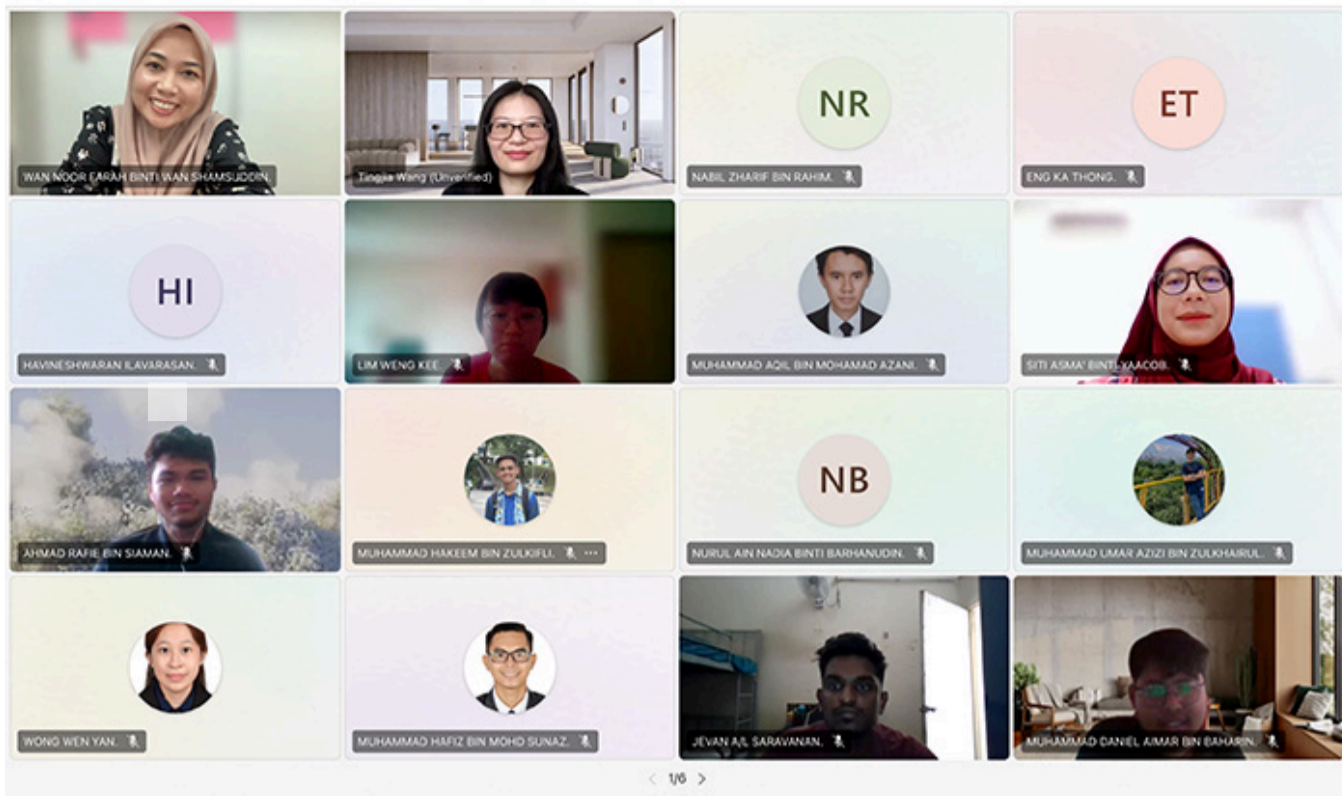 WAN NOOR FARAH BINTI WAN SHAMSUDDIN.
Tingjia Wang (Unverified)
NR
NABIL ZHARIF BIN RAHIM.
ET
ENG KA THONG.
HI
HAVINESHWARAN ILAVARASAN.
LIM WENG KEE.
MUHAMMAD AQIL BIN MOHAMAD AZANI.
SITI ASMA' BINTI YAACOB.
AHMAD RAFIE BIN SIAMAN.
MUHAMMAD HAKEEM BIN ZULKIFLI.
NB
NURUL AIN NADIA BINTI BARHANUDIN.
MUHAMMAD UMAR AZIZI BIN ZULKHAIRUL.
WONG WEN YAN.
MUHAMMAD HAFIZ BIN MOHD SUNAZ.
JEVAN A/L SARAVANAN.
MUHAMMAD DANIEL AIMAR BIN BAHARIN.
1/6